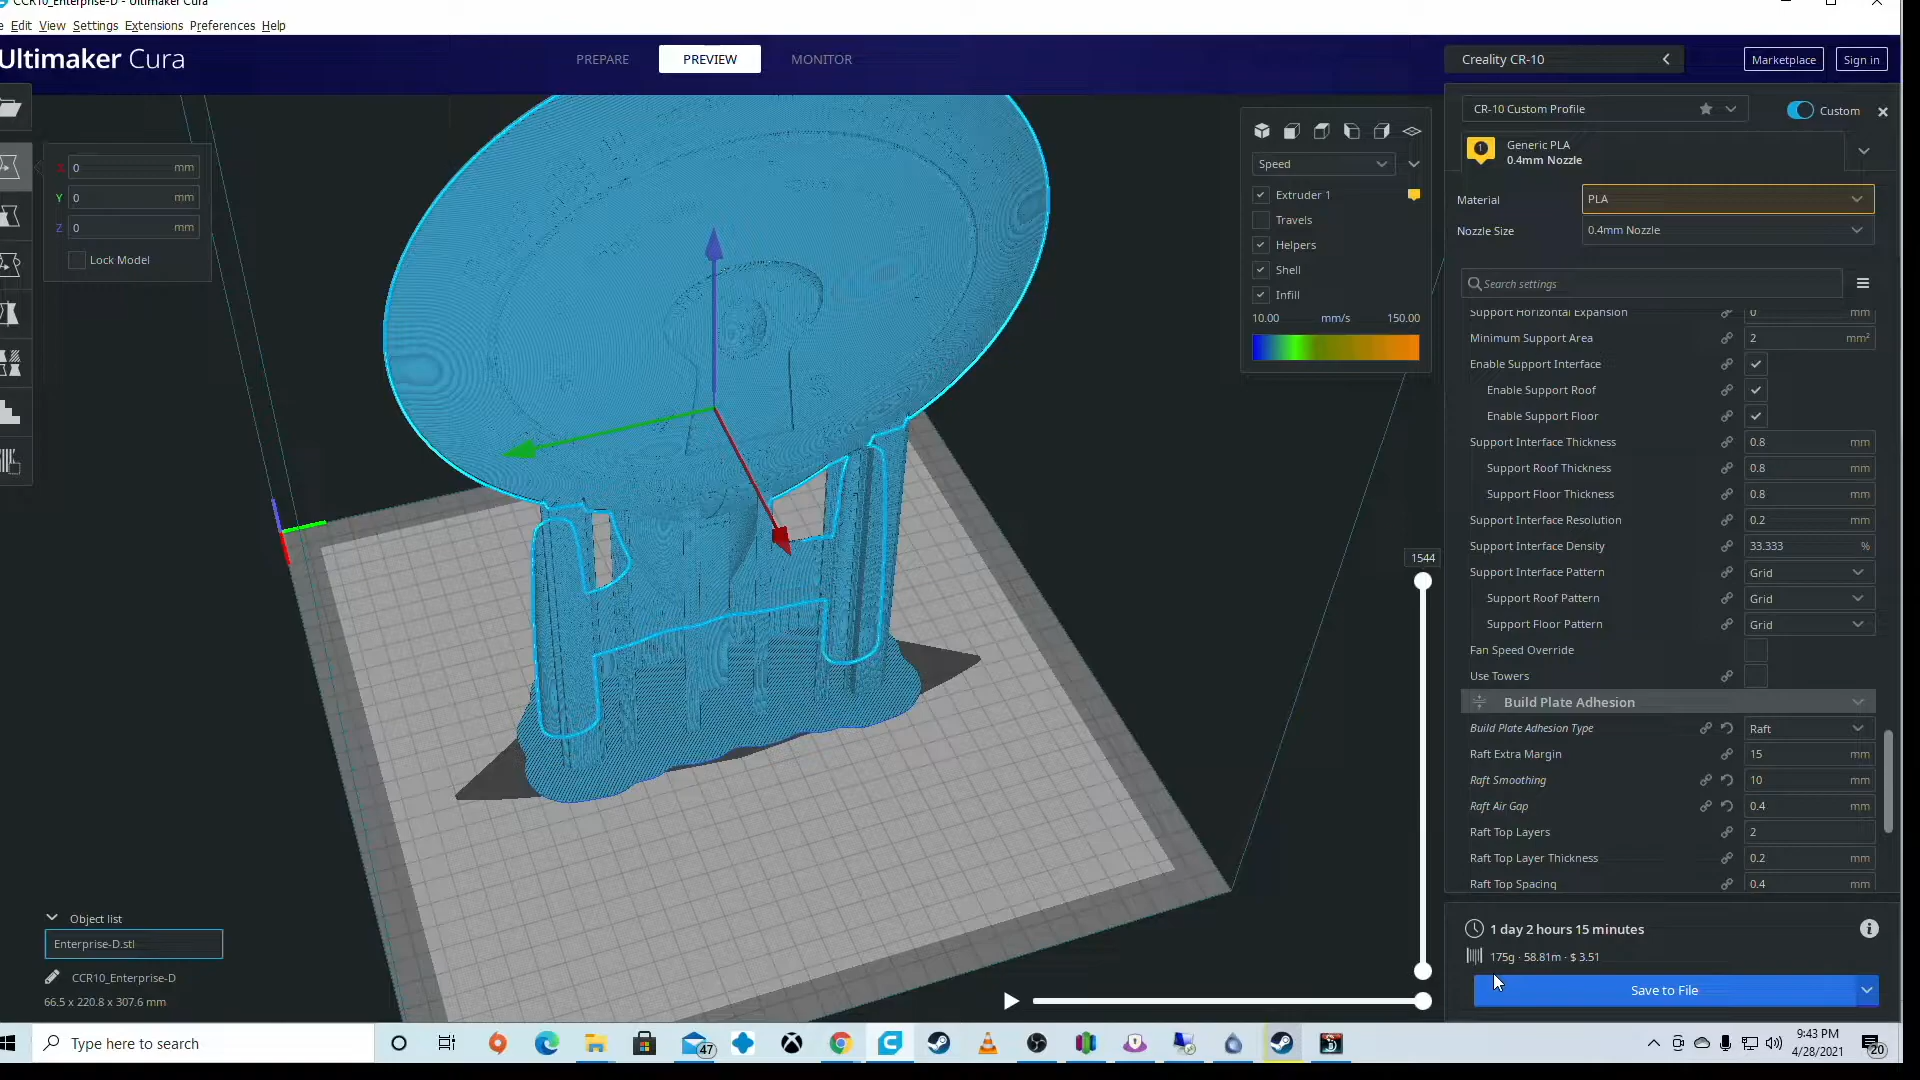 CCR10_Enterprise-D - Ultimaker Cura
Edit View Settings Extensions Preferences Help
Ultimaker Cura
PREPARE
PREVIEW
MONITOR
Creality CR-10
Marketplace
Sign in
CR-10 Custom Profile
Custom
1
Generic PLA
0.4mm Nozzle
Material
PLA
Nozzle Size
0.4mm Nozzle
X 0 mm
Y 0 mm
Z 0 mm
Lock Model
Speed
Extruder 1
Travels
Helpers
Shell
Infill
10.00 mm/s 150.00
Search settings
Support Horizontal Expansion 0 mm
Minimum Support Area 2 mm²
Enable Support Interface
Enable Support Roof
Enable Support Floor
Support Interface Thickness 0.8 mm
Support Roof Thickness 0.8 mm
Support Floor Thickness 0.8 mm
Support Interface Resolution 0.2 mm
Support Interface Density 33.333 %
Support Interface Pattern Grid
Support Roof Pattern Grid
Support Floor Pattern Grid
Fan Speed Override
Use Towers
Build Plate Adhesion
Build Plate Adhesion Type Raft
Raft Extra Margin 15 mm
Raft Smoothing 10 mm
Raft Air Gap 0.4 mm
Raft Top Layers 2
Raft Top Layer Thickness 0.2 mm
Raft Top Spacing 0.4 mm
1544
Object list
Enterprise-D.stl
CCR10_Enterprise-D
66.5 x 220.8 x 307.6 mm
1 day 2 hours 15 minutes
175g · 58.81m · $ 3.51
Save to File
Type here to search
47
9:43 PM
4/28/2021
20